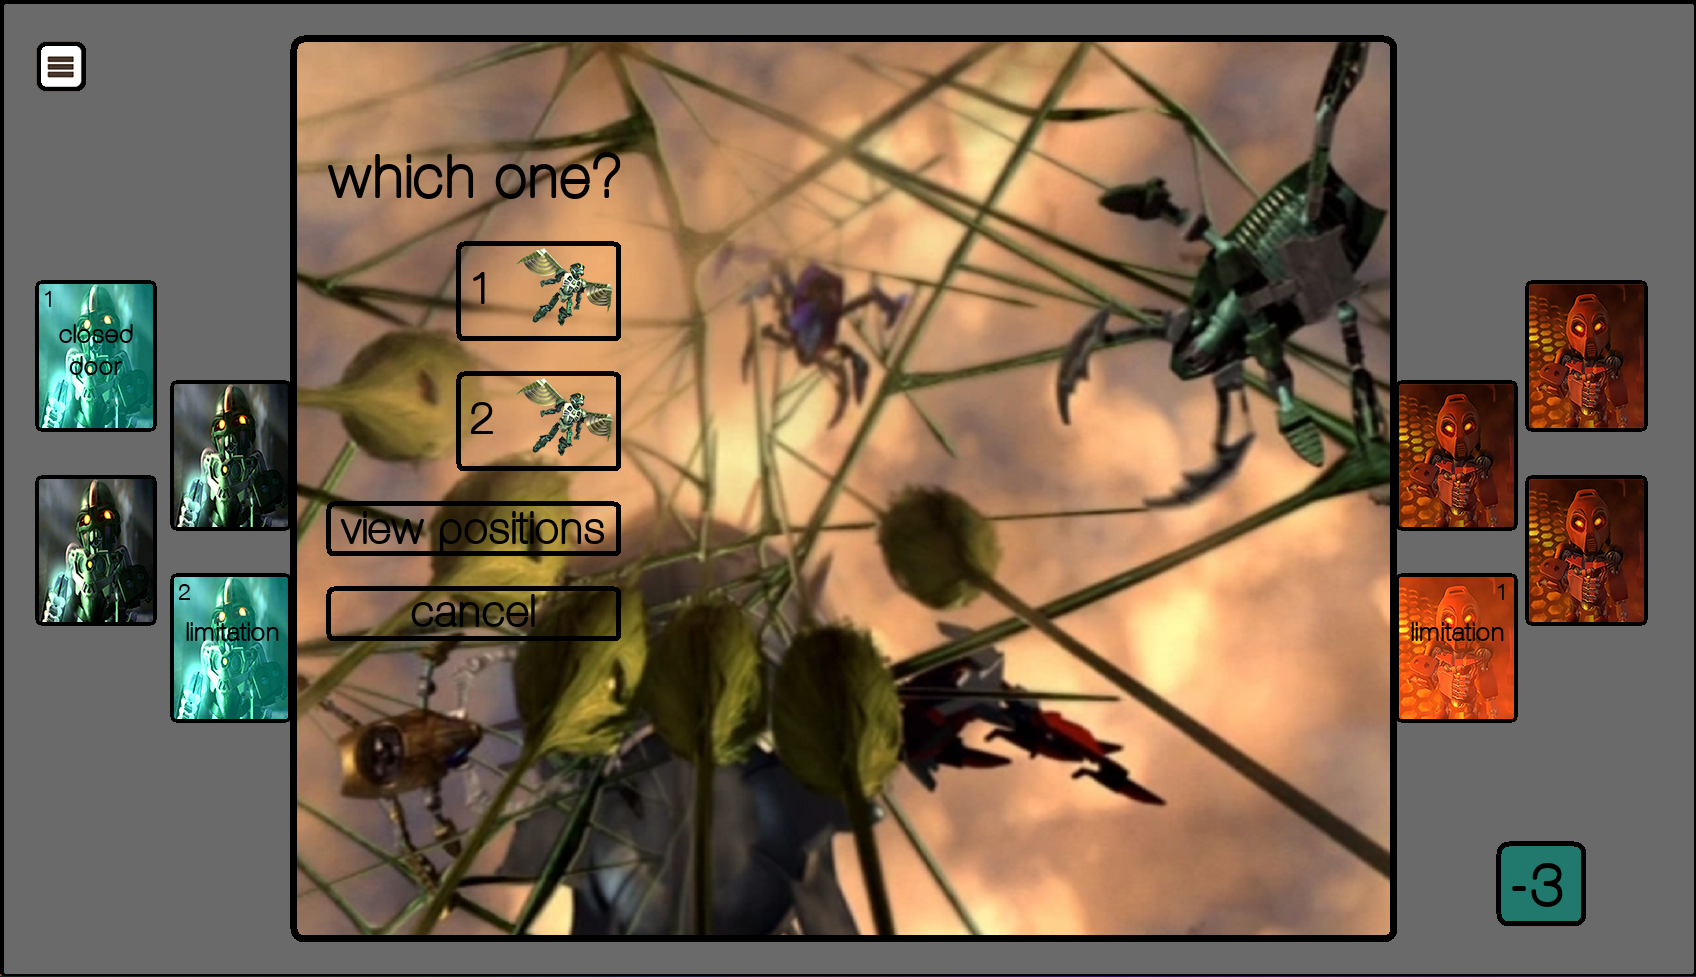 which one?
1
2
view positions
cancel
1
closed
door
2
limitation
1
limitation
-3